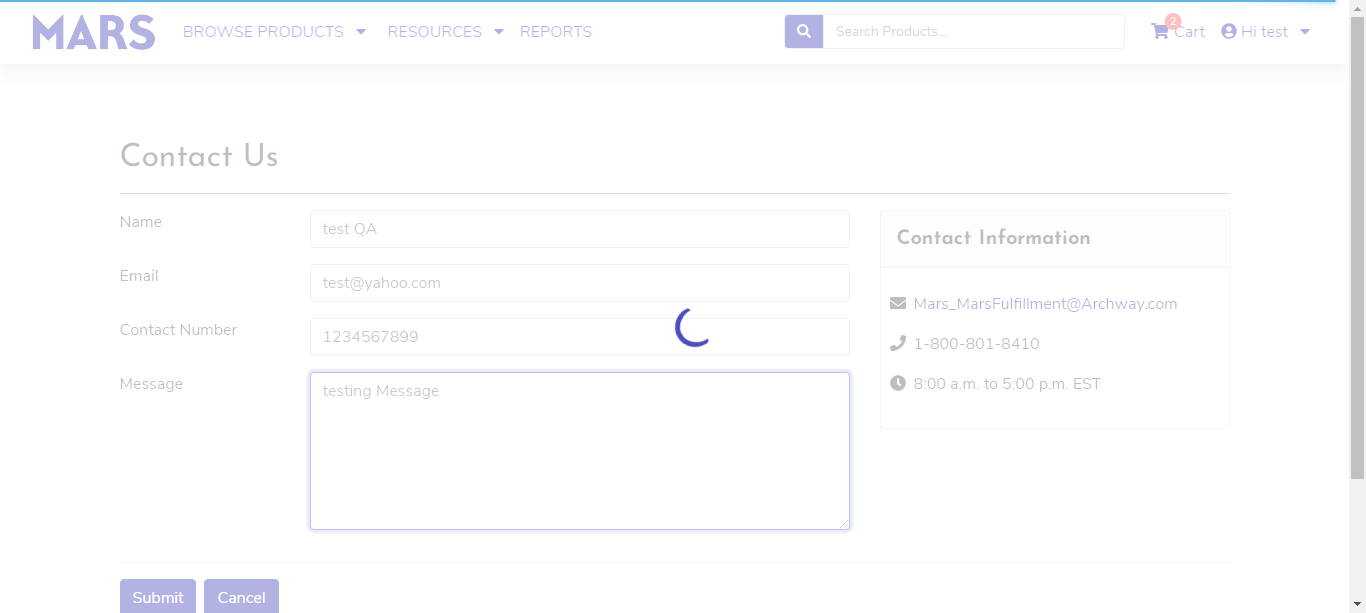 MARS BROWSE PRODUCTS RESOURCES REPORTS Search Products... 2 Cart Hi test
Contact Us
Name test QA
Email test@yahoo.com
Contact Number 1234567899
Message testing Message
Contact Information
Mars_MarsFulfillment@Archway.com
1-800-801-8410
8:00 a.m. to 5:00 p.m. EST
Submit Cancel